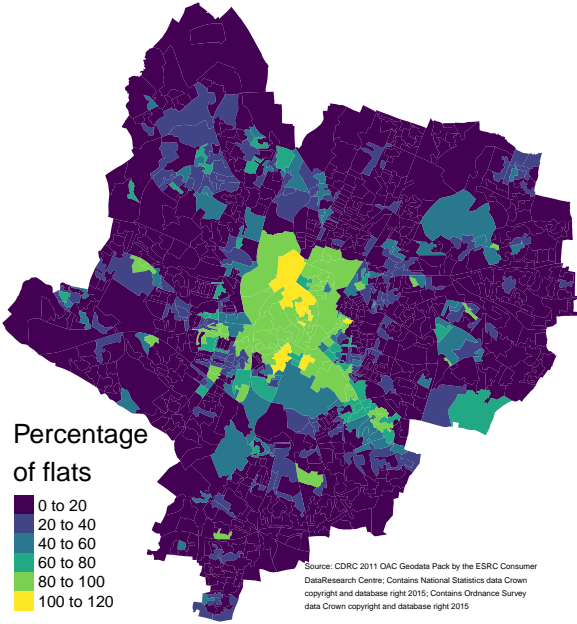 Percentage
of flats
0 to 20
20 to 40
40 to 60
60 to 80
80 to 100
100 to 120
Source: CDRC 2011 OAC Geodata Pack by the ESRC Consumer
DataResearch Centre; Contains National Statistics data Crown
copyright and database right 2015; Contains Ordnance Survey
data Crown copyright and database right 2015